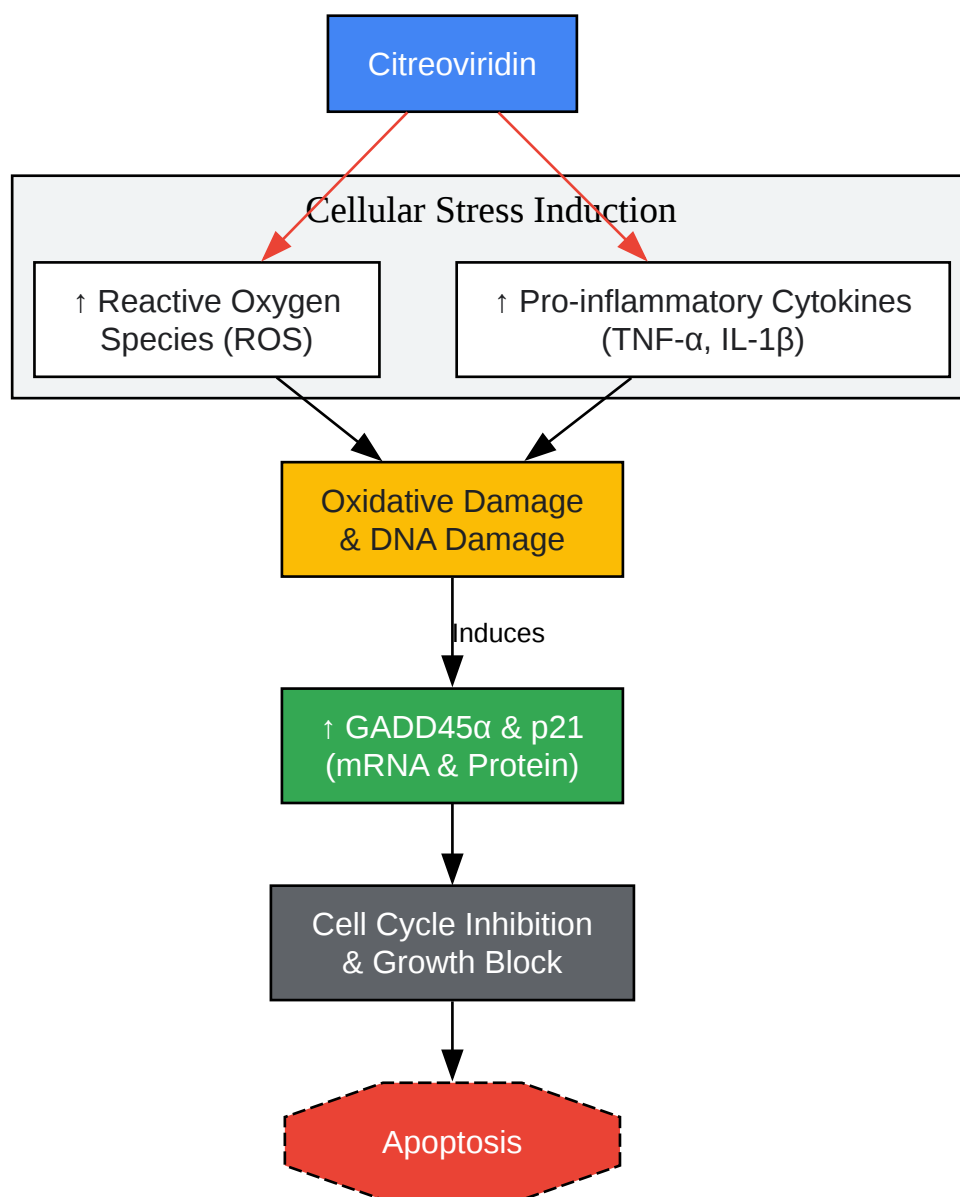 Citreoviridin
Cellular Stress Induction
↑ Reactive Oxygen
Species (ROS)
↑ Pro-inflammatory Cytokines
(TNF-α, IL-1β)
Oxidative Damage
& DNA Damage
Induces
↑ GADD45α & p21
(mRNA & Protein)
Cell Cycle Inhibition
& Growth Block
Apoptosis